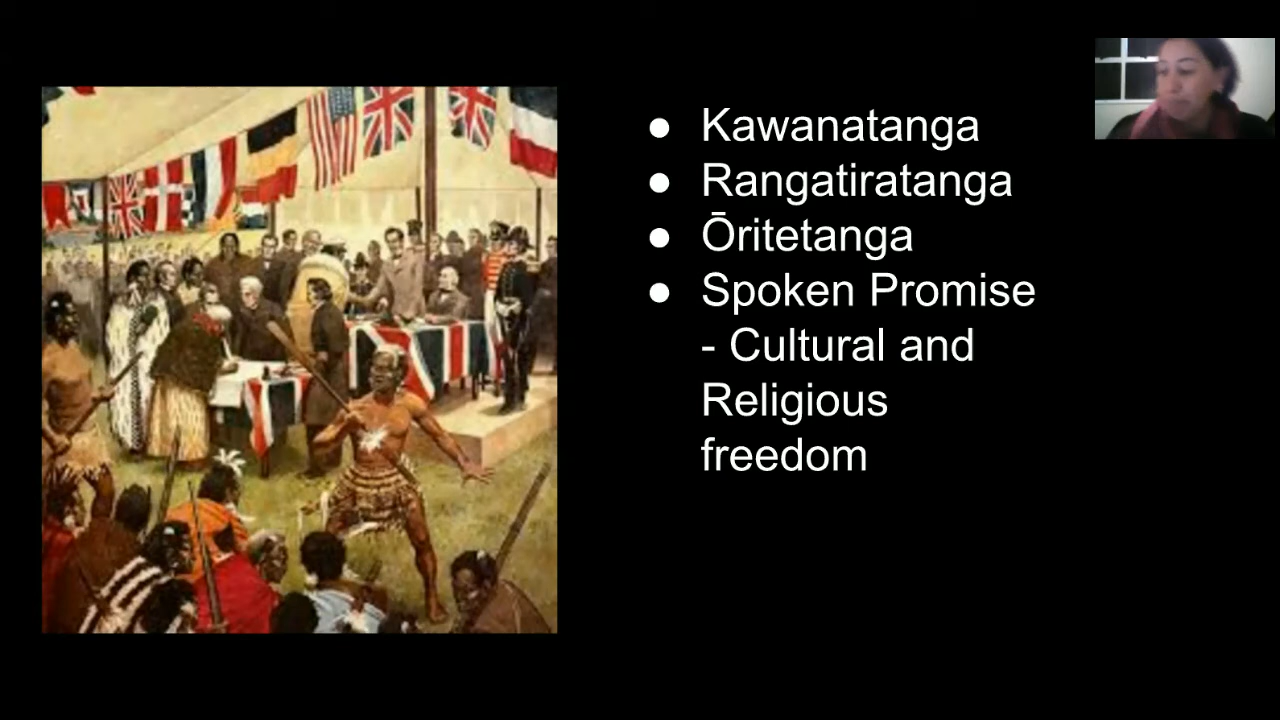 ● Kawanatanga
● Rangatiratanga
● Ōritetanga
● Spoken Promise
- Cultural and
Religious
freedom